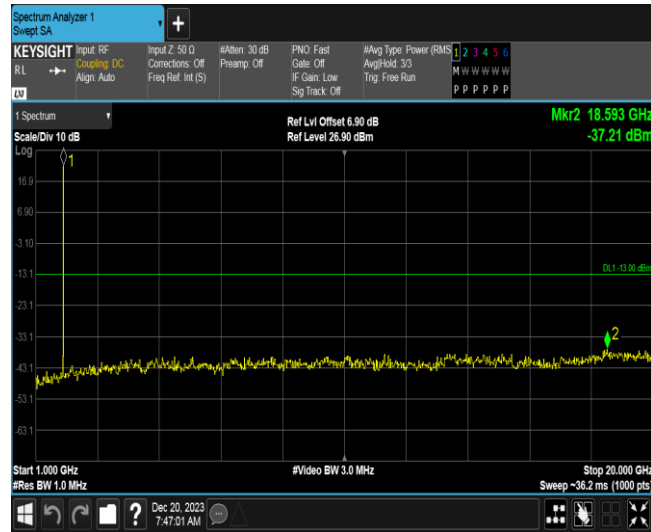 Spectrum Analyzer 1
Swept SA
+
KEYSIGHT Input: RF Input Z: 50 Ω #Atten: 30 dB PNO: Fast #Avg Type: Power (RMS 1 2 3 4 5 6
RL Coupling: DC Corrections: Off Preamp: Off Gate: Off Avg|Hold: 3/3 M W W W W W
Align: Auto Freq Ref: Int (S) IF Gain: Low Trig: Free Run
LXI Sig Track: Off P P P P P P
1 Spectrum Ref Lvl Offset 6.90 dB Mkr2 18.593 GHz
Scale/Div 10 dB Ref Level 26.90 dBm -37.21 dBm
Log
1
16.9
6.90
-3.10
-13.1
DL1 -13.00 dBm
-23.1
-33.1
2
-43.1
-53.1
-63.1
Start 1.000 GHz #Video BW 3.0 MHz Stop 20.000 GHz
#Res BW 1.0 MHz Sweep ~36.2 ms (1000 pts)
? Dec 20, 2023
7:47:01 AM